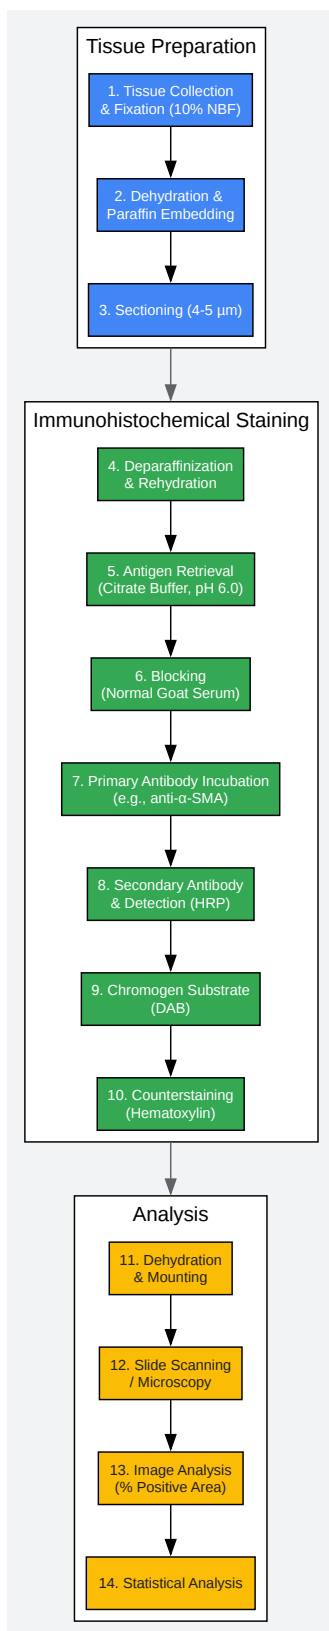 Tissue Preparation
1. Tissue Collection
& Fixation (10% NBF)
2. Dehydration &
Paraffin Embedding
3. Sectioning (4-5 µm)
Immunohistochemical Staining
4. Deparaffinization
& Rehydration
5. Antigen Retrieval
(Citrate Buffer, pH 6.0)
6. Blocking
(Normal Goat Serum)
7. Primary Antibody Incubation
(e.g., anti-α-SMA)
8. Secondary Antibody
& Detection (HRP)
9. Chromogen Substrate
(DAB)
10. Counterstaining
(Hematoxylin)
Analysis
11. Dehydration
& Mounting
12. Slide Scanning
/ Microscopy
13. Image Analysis
(% Positive Area)
14. Statistical Analysis